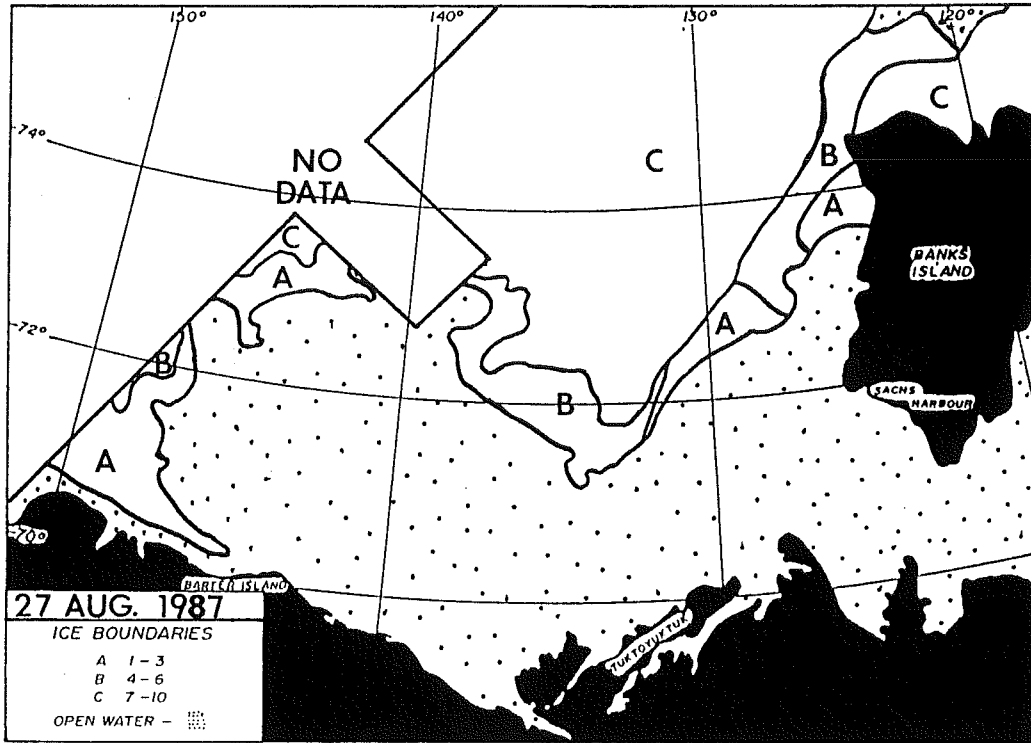 150° 140° 130° 120°
C
74°
NO
DATA
C
B
C
A
A
BANKS
ISLAND
72°
A
B
B
SACHS
HARBOUR
A
70°
BARTER ISLAND
TUKTOYUKTUK
27 AUG. 1987
ICE BOUNDARIES
A 1-3
B 4-6
C 7-10
OPEN WATER -